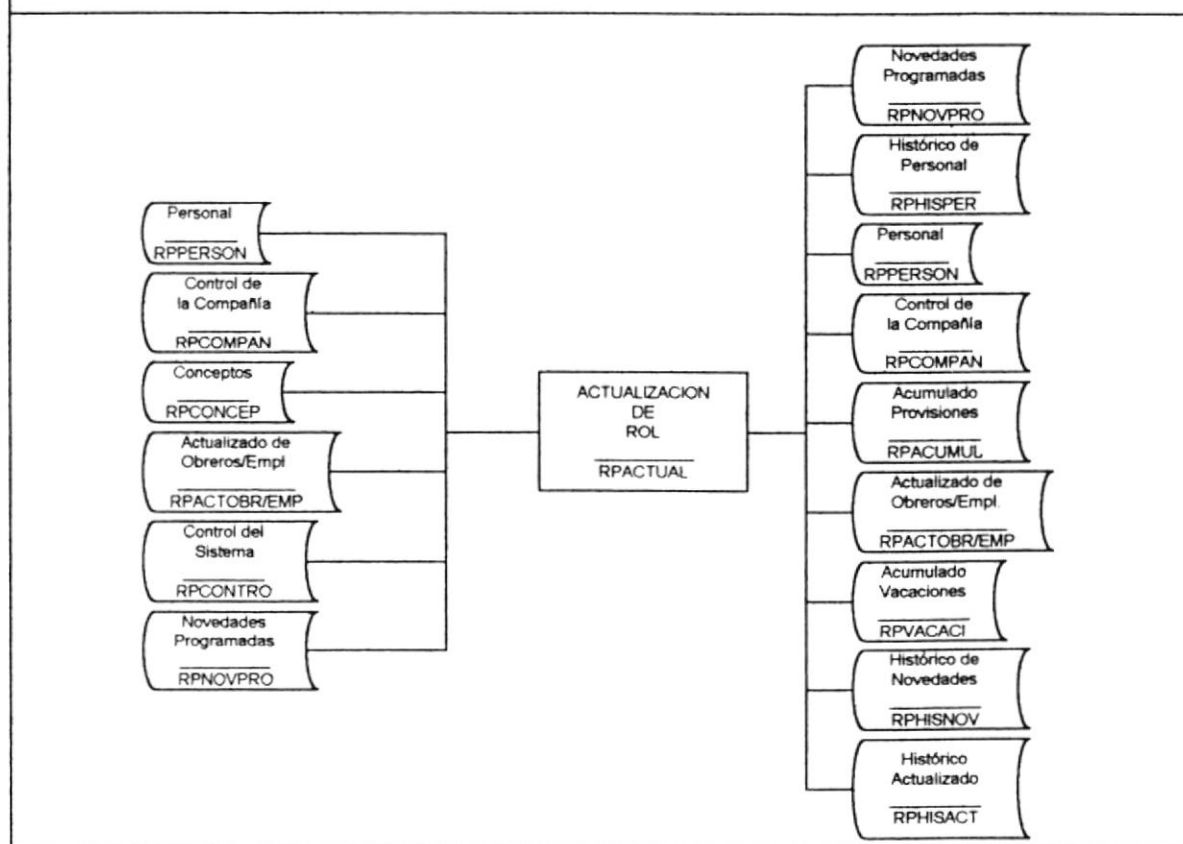 Personal
RPPERSON
Control de
la Compañía
RPCOMPAN
Conceptos
RPCONCEP
Actualizado de
Obreros/Empl
RPACTOBR/EMP
Control del
Sistema
RPCONTRO
Novedades
Programadas
RPNOVPRO
ACTUALIZACION
DE
ROL
RPACTUAL
Novedades
Programadas
RPNOVPRO
Histórico de
Personal
RPHISPER
Personal
RPPERSON
Control de
la Compañía
RPCOMPAN
Acumulado
Provisiones
RPACUMUL
Actualizado de
Obreros/Empl.
RPACTOBR/EMP
Acumulado
Vacaciones
RPVACACI
Histórico de
Novedades
RPHISNOV
Histórico
Actualizado
RPHISACT